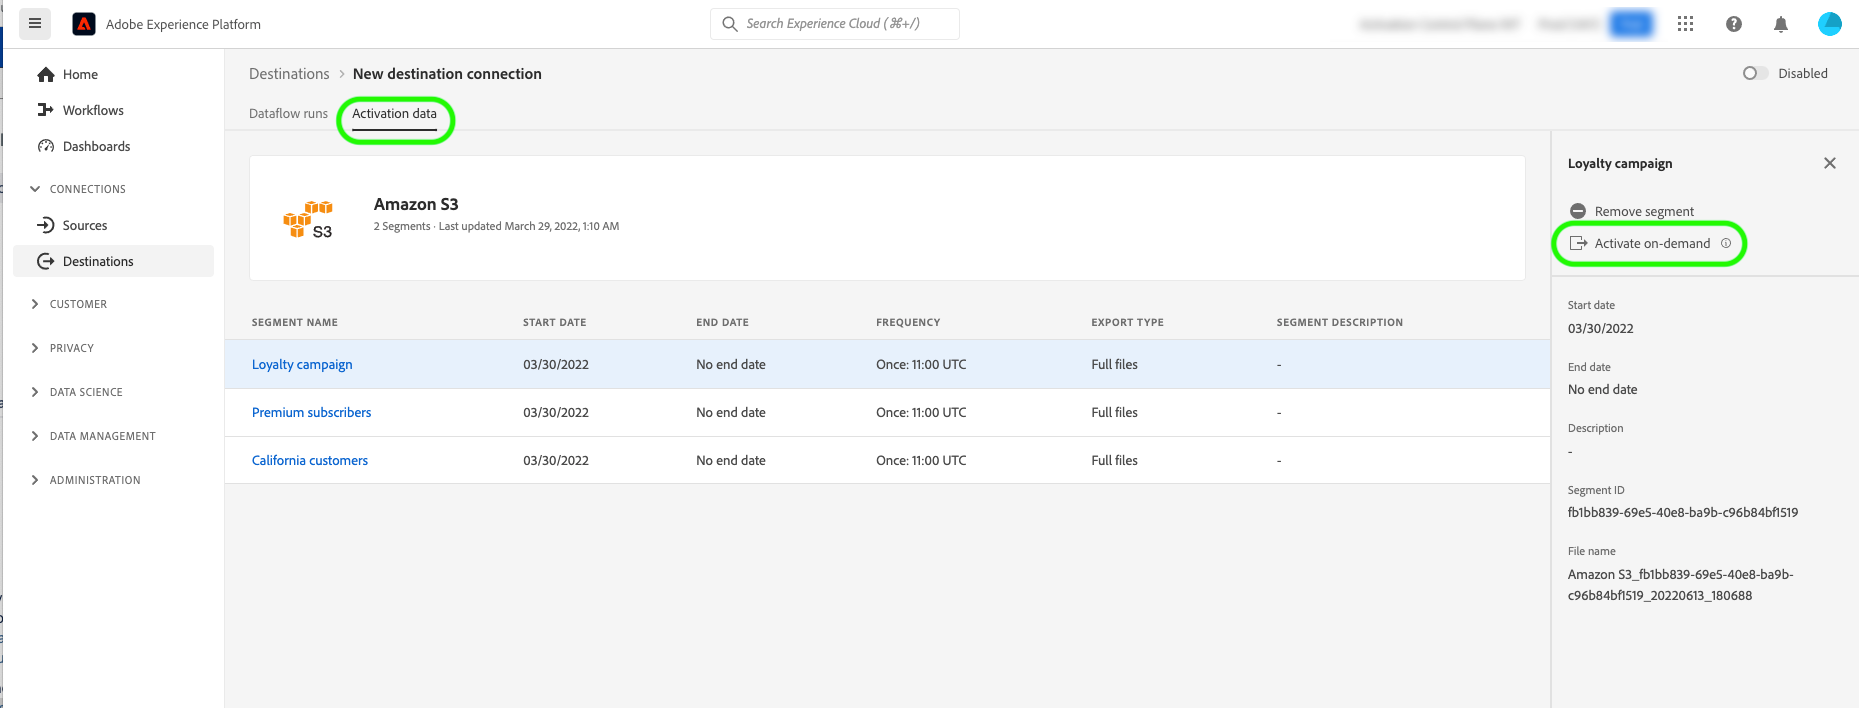 Adobe Experience Platform
Search Experience Cloud (⌘+/)
Home
Workflows
Dashboards
CONNECTIONS
Sources
Destinations
CUSTOMER
PRIVACY
DATA SCIENCE
DATA MANAGEMENT
ADMINISTRATION
Destinations > New destination connection
Disabled
Dataflow runs Activation data
S3
Amazon S3
2 Segments · Last updated March 29, 2022, 1:10 AM
SEGMENT NAME START DATE END DATE FREQUENCY EXPORT TYPE SEGMENT DESCRIPTION
Loyalty campaign 03/30/2022 No end date Once: 11:00 UTC Full files -
Premium subscribers 03/30/2022 No end date Once: 11:00 UTC Full files -
California customers 03/30/2022 No end date Once: 11:00 UTC Full files -
Loyalty campaign
Remove segment
Activate on-demand
Start date
03/30/2022
End date
No end date
Description
-
Segment ID
fb1bb839-69e5-40e8-ba9b-c96b84bf1519
File name
Amazon S3_fb1bb839-69e5-40e8-ba9b-
c96b84bf1519_20220613_180688